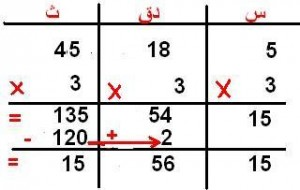 ث دق س
45 18 5
× 3 × 3 × 3
= 135 54 15
- 120 + 2
= 15 56 15